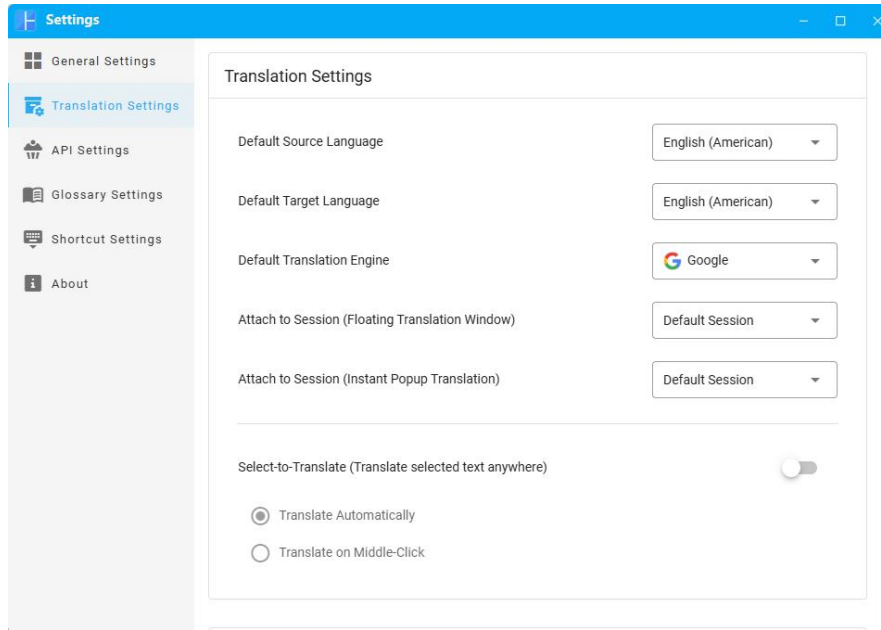 Settings
General Settings
Translation Settings
API Settings
Glossary Settings
Shortcut Settings
About
Translation Settings
Default Source Language
English (American)
Default Target Language
English (American)
Default Translation Engine
Google
Attach to Session (Floating Translation Window)
Default Session
Attach to Session (Instant Popup Translation)
Default Session
Select-to-Translate (Translate selected text anywhere)
Translate Automatically
Translate on Middle-Click